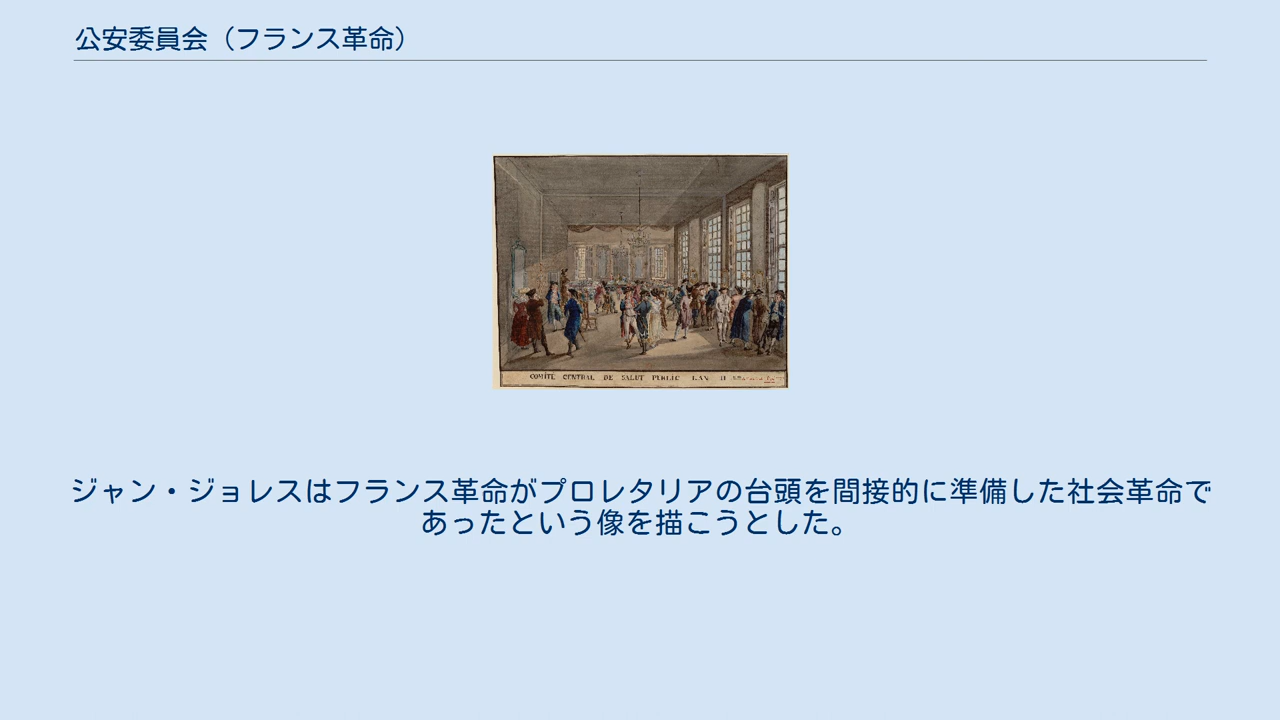 公安委員会（フランス革命）
COMITÉ CENTRAL DE SALUT PUBLIC L'AN II
ジャン・ジョレスはフランス革命がプロレタリアの台頭を間接的に準備した社会革命で
あったという像を描こうとした。